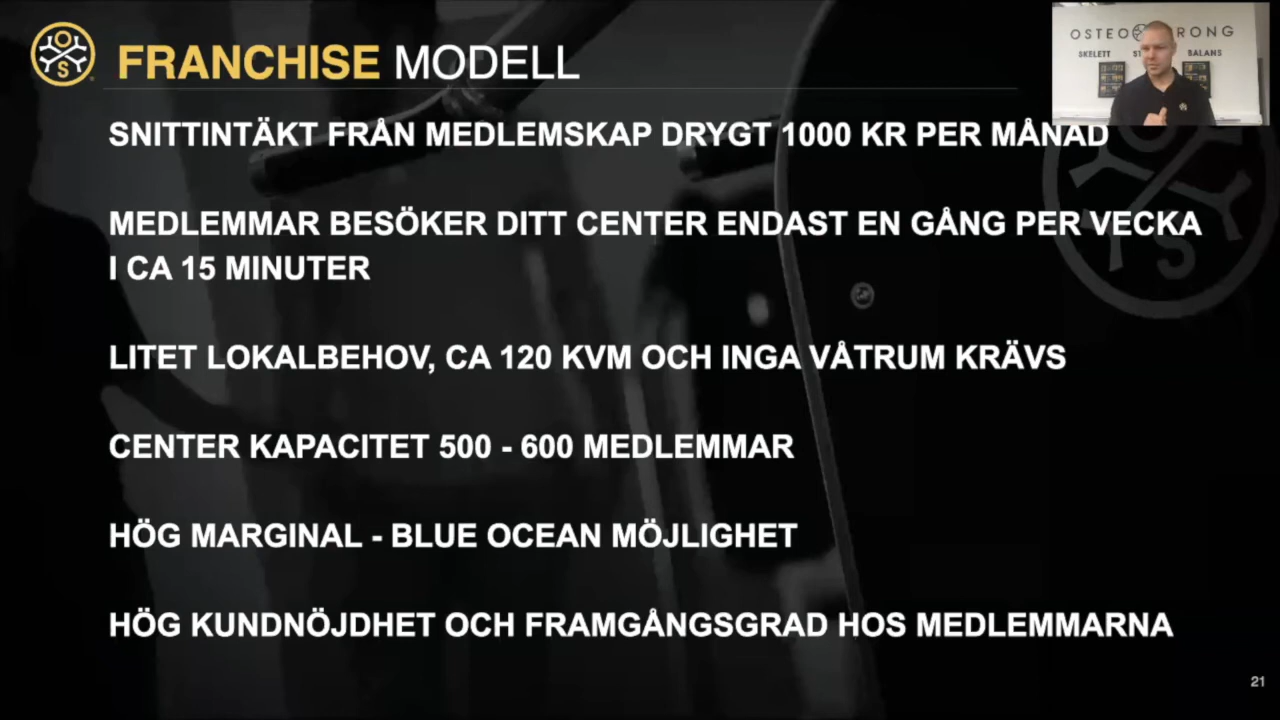 FRANCHISE MODELL
OSTEO STRONG
SKELETT ST BALANS
SNITTINTÄKT FRÅN MEDLEMSKAP DRYGT 1000 KR PER MÅNAD
MEDLEMMAR BESÖKER DITT CENTER ENDAST EN GÅNG PER VECKA
I CA 15 MINUTER
LITET LOKALBEHOV, CA 120 KVM OCH INGA VÅTRUM KRÄVS
CENTER KAPACITET 500 - 600 MEDLEMMAR
HÖG MARGINAL - BLUE OCEAN MÖJLIGHET
HÖG KUNDNÖJDHET OCH FRAMGÅNGSGRAD HOS MEDLEMMARNA
21